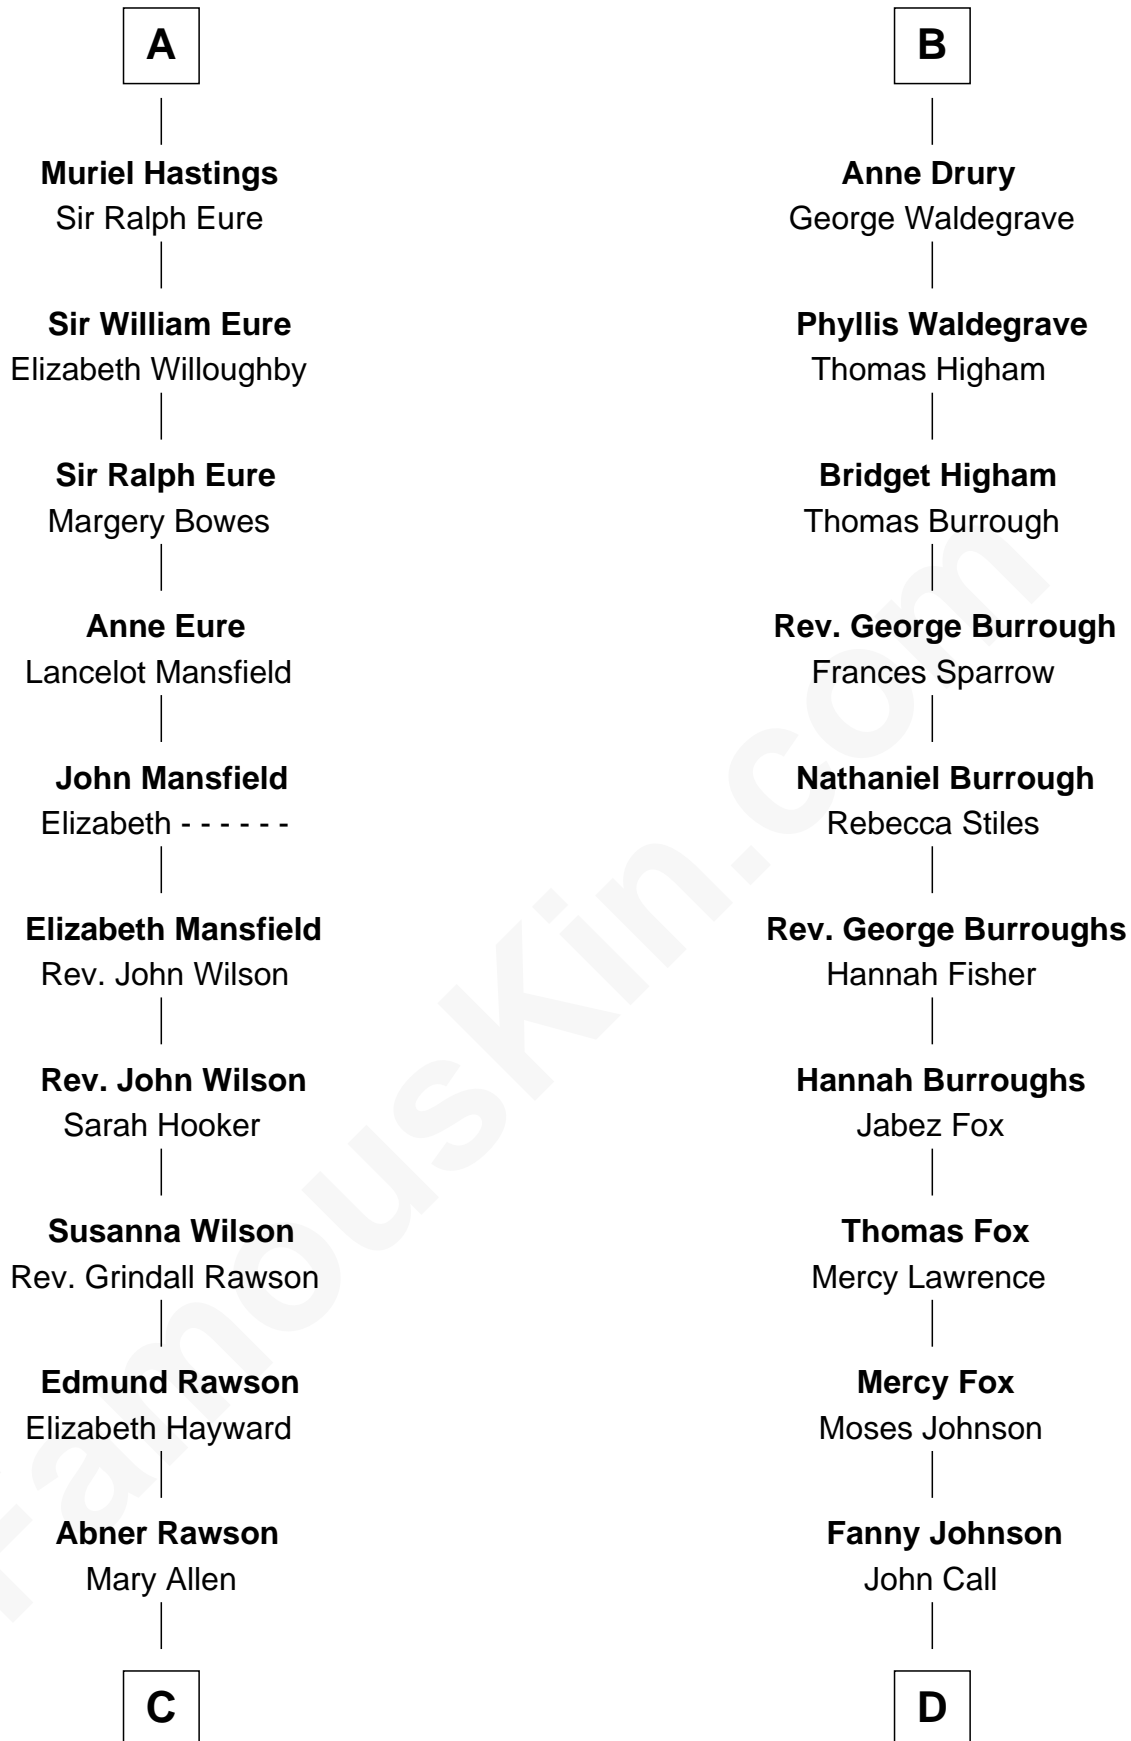 A
Muriel Hastings
Sir Ralph Eure
Sir William Eure
Elizabeth Willoughby
Sir Ralph Eure
Margery Bowes
Anne Eure
Lancelot Mansfield
John Mansfield
Elizabeth - - - - - -
Elizabeth Mansfield
Rev. John Wilson
Rev. John Wilson
Sarah Hooker
Susanna Wilson
Rev. Grindall Rawson
Edmund Rawson
Elizabeth Hayward
Abner Rawson
Mary Allen
C
B
Anne Drury
George Waldegrave
Phyllis Waldegrave
Thomas Higham
Bridget Higham
Thomas Burrough
Rev. George Burrough
Frances Sparrow
Nathaniel Burrough
Rebecca Stiles
Rev. George Burroughs
Hannah Fisher
Hannah Burroughs
Jabez Fox
Thomas Fox
Mercy Lawrence
Mercy Fox
Moses Johnson
Fanny Johnson
John Call
D
FamousKin.com